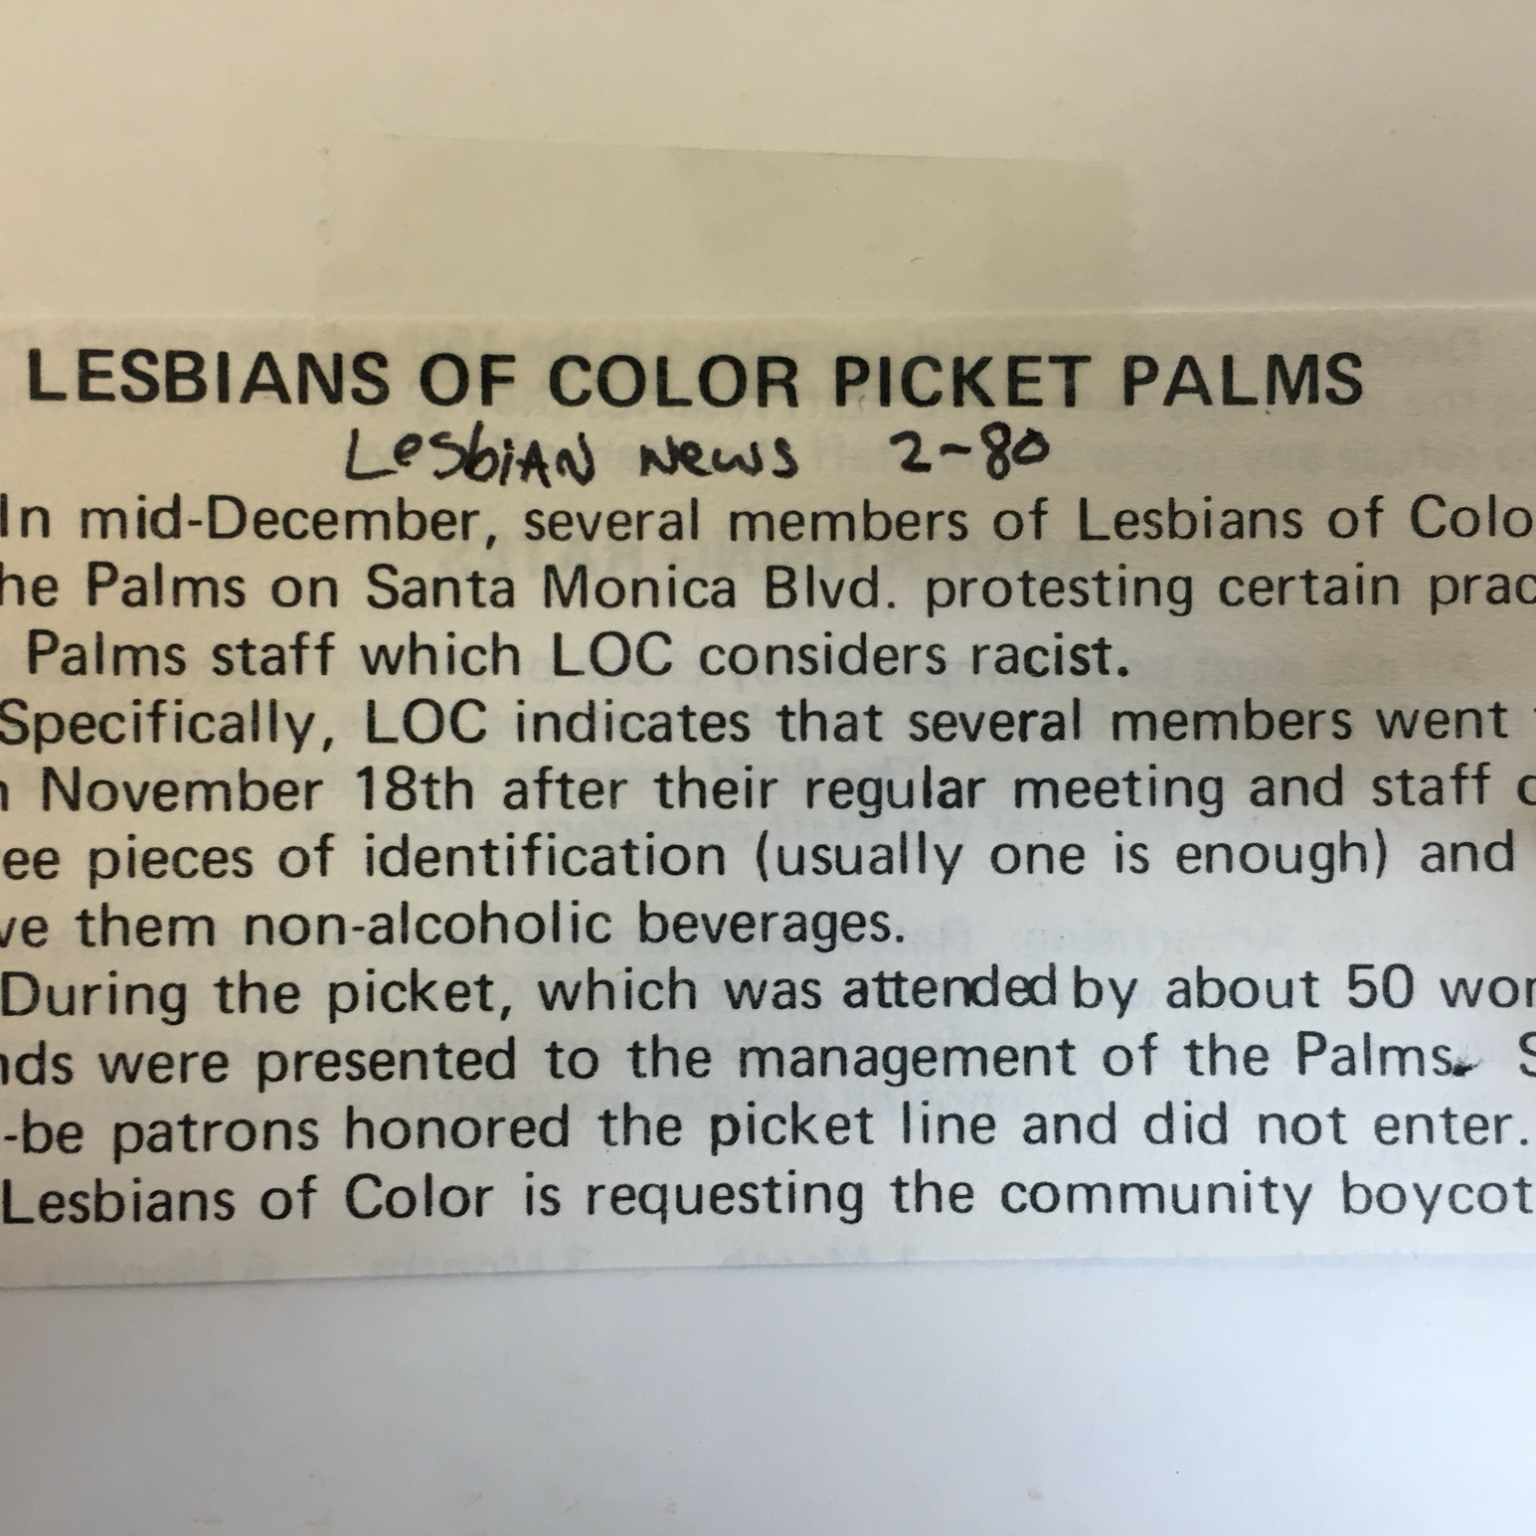 LESBIANS OF COLOR PICKET PALMS
LesbiAN News 2-80
In mid-December, several members of Lesbians of Colo
he Palms on Santa Monica Blvd. protesting certain prac
Palms staff which LOC considers racist.
Specifically, LOC indicates that several members went
November 18th after their regular meeting and staff
ee pieces of identification (usually one is enough) and
ve them non-alcoholic beverages.
During the picket, which was attended by about 50 wor
nds were presented to the management of the Palms. S
-be patrons honored the picket line and did not enter.
Lesbians of Color is requesting the community boycot